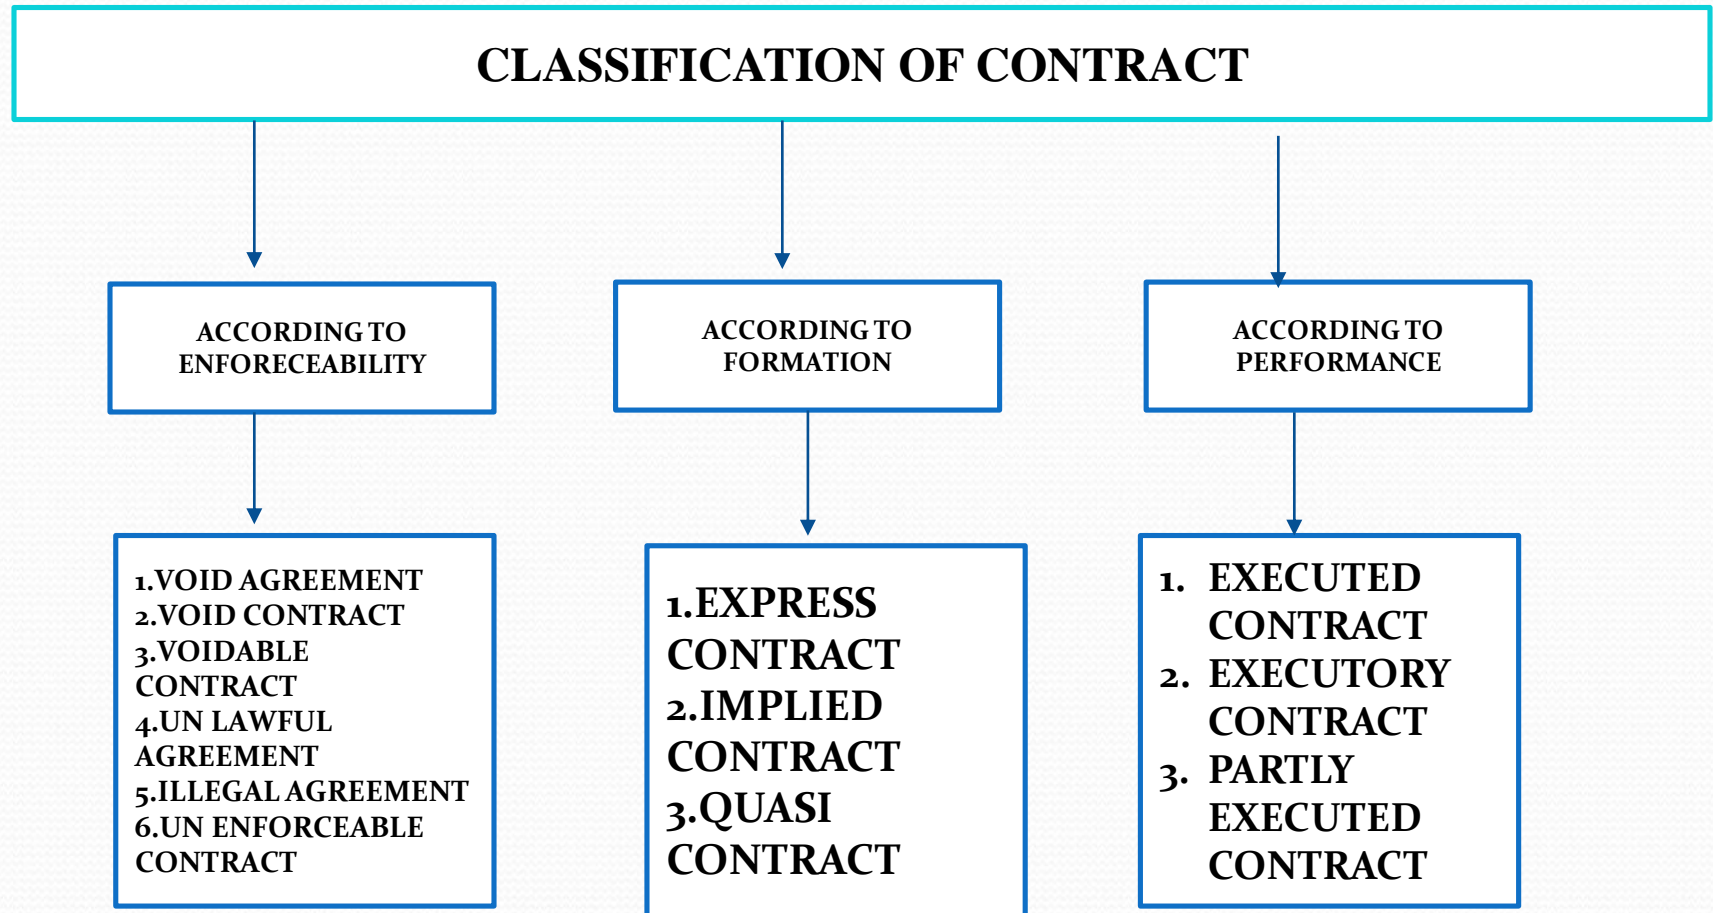 CLASSIFICATION OF CONTRACT
ACCORDING TO
ENFORECEABILITY
ACCORDING TO
FORMATION
ACCORDING TO
PERFORMANCE
1.VOID AGREEMENT
2.VOID CONTRACT
3.VOIDABLE
CONTRACT
4.UN LAWFUL
AGREEMENT
5.ILLEGAL AGREEMENT
6.UN ENFORCEABLE
CONTRACT
1.EXPRESS
CONTRACT
2.IMPLIED
CONTRACT
3.QUASI
CONTRACT
1. EXECUTED
CONTRACT
2. EXECUTORY
CONTRACT
3. PARTLY
EXECUTED
CONTRACT